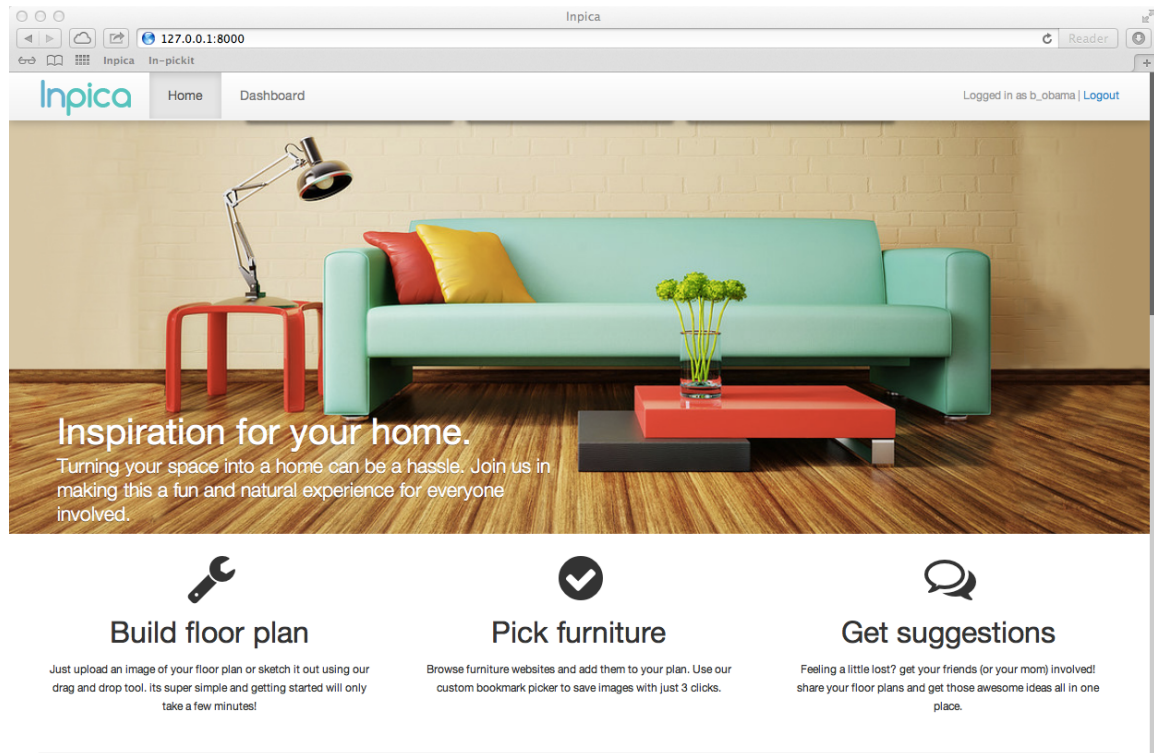 Inpica
127.0.0.1:8000
Reader
Inpica In-pickit
Inpica Home Dashboard Logged in as b_obama | Logout
Inspiration for your home.
Turning your space into a home can be a hassle. Join us in
making this a fun and natural experience for everyone
involved.
Build floor plan
Just upload an image of your floor plan or sketch it out using our
drag and drop tool. its super simple and getting started will only
take a few minutes!
Pick furniture
Browse furniture websites and add them to your plan. Use our
custom bookmark picker to save images with just 3 clicks.
Get suggestions
Feeling a little lost? get your friends (or your mom) involved!
share your floor plans and get those awesome ideas all in one
place.